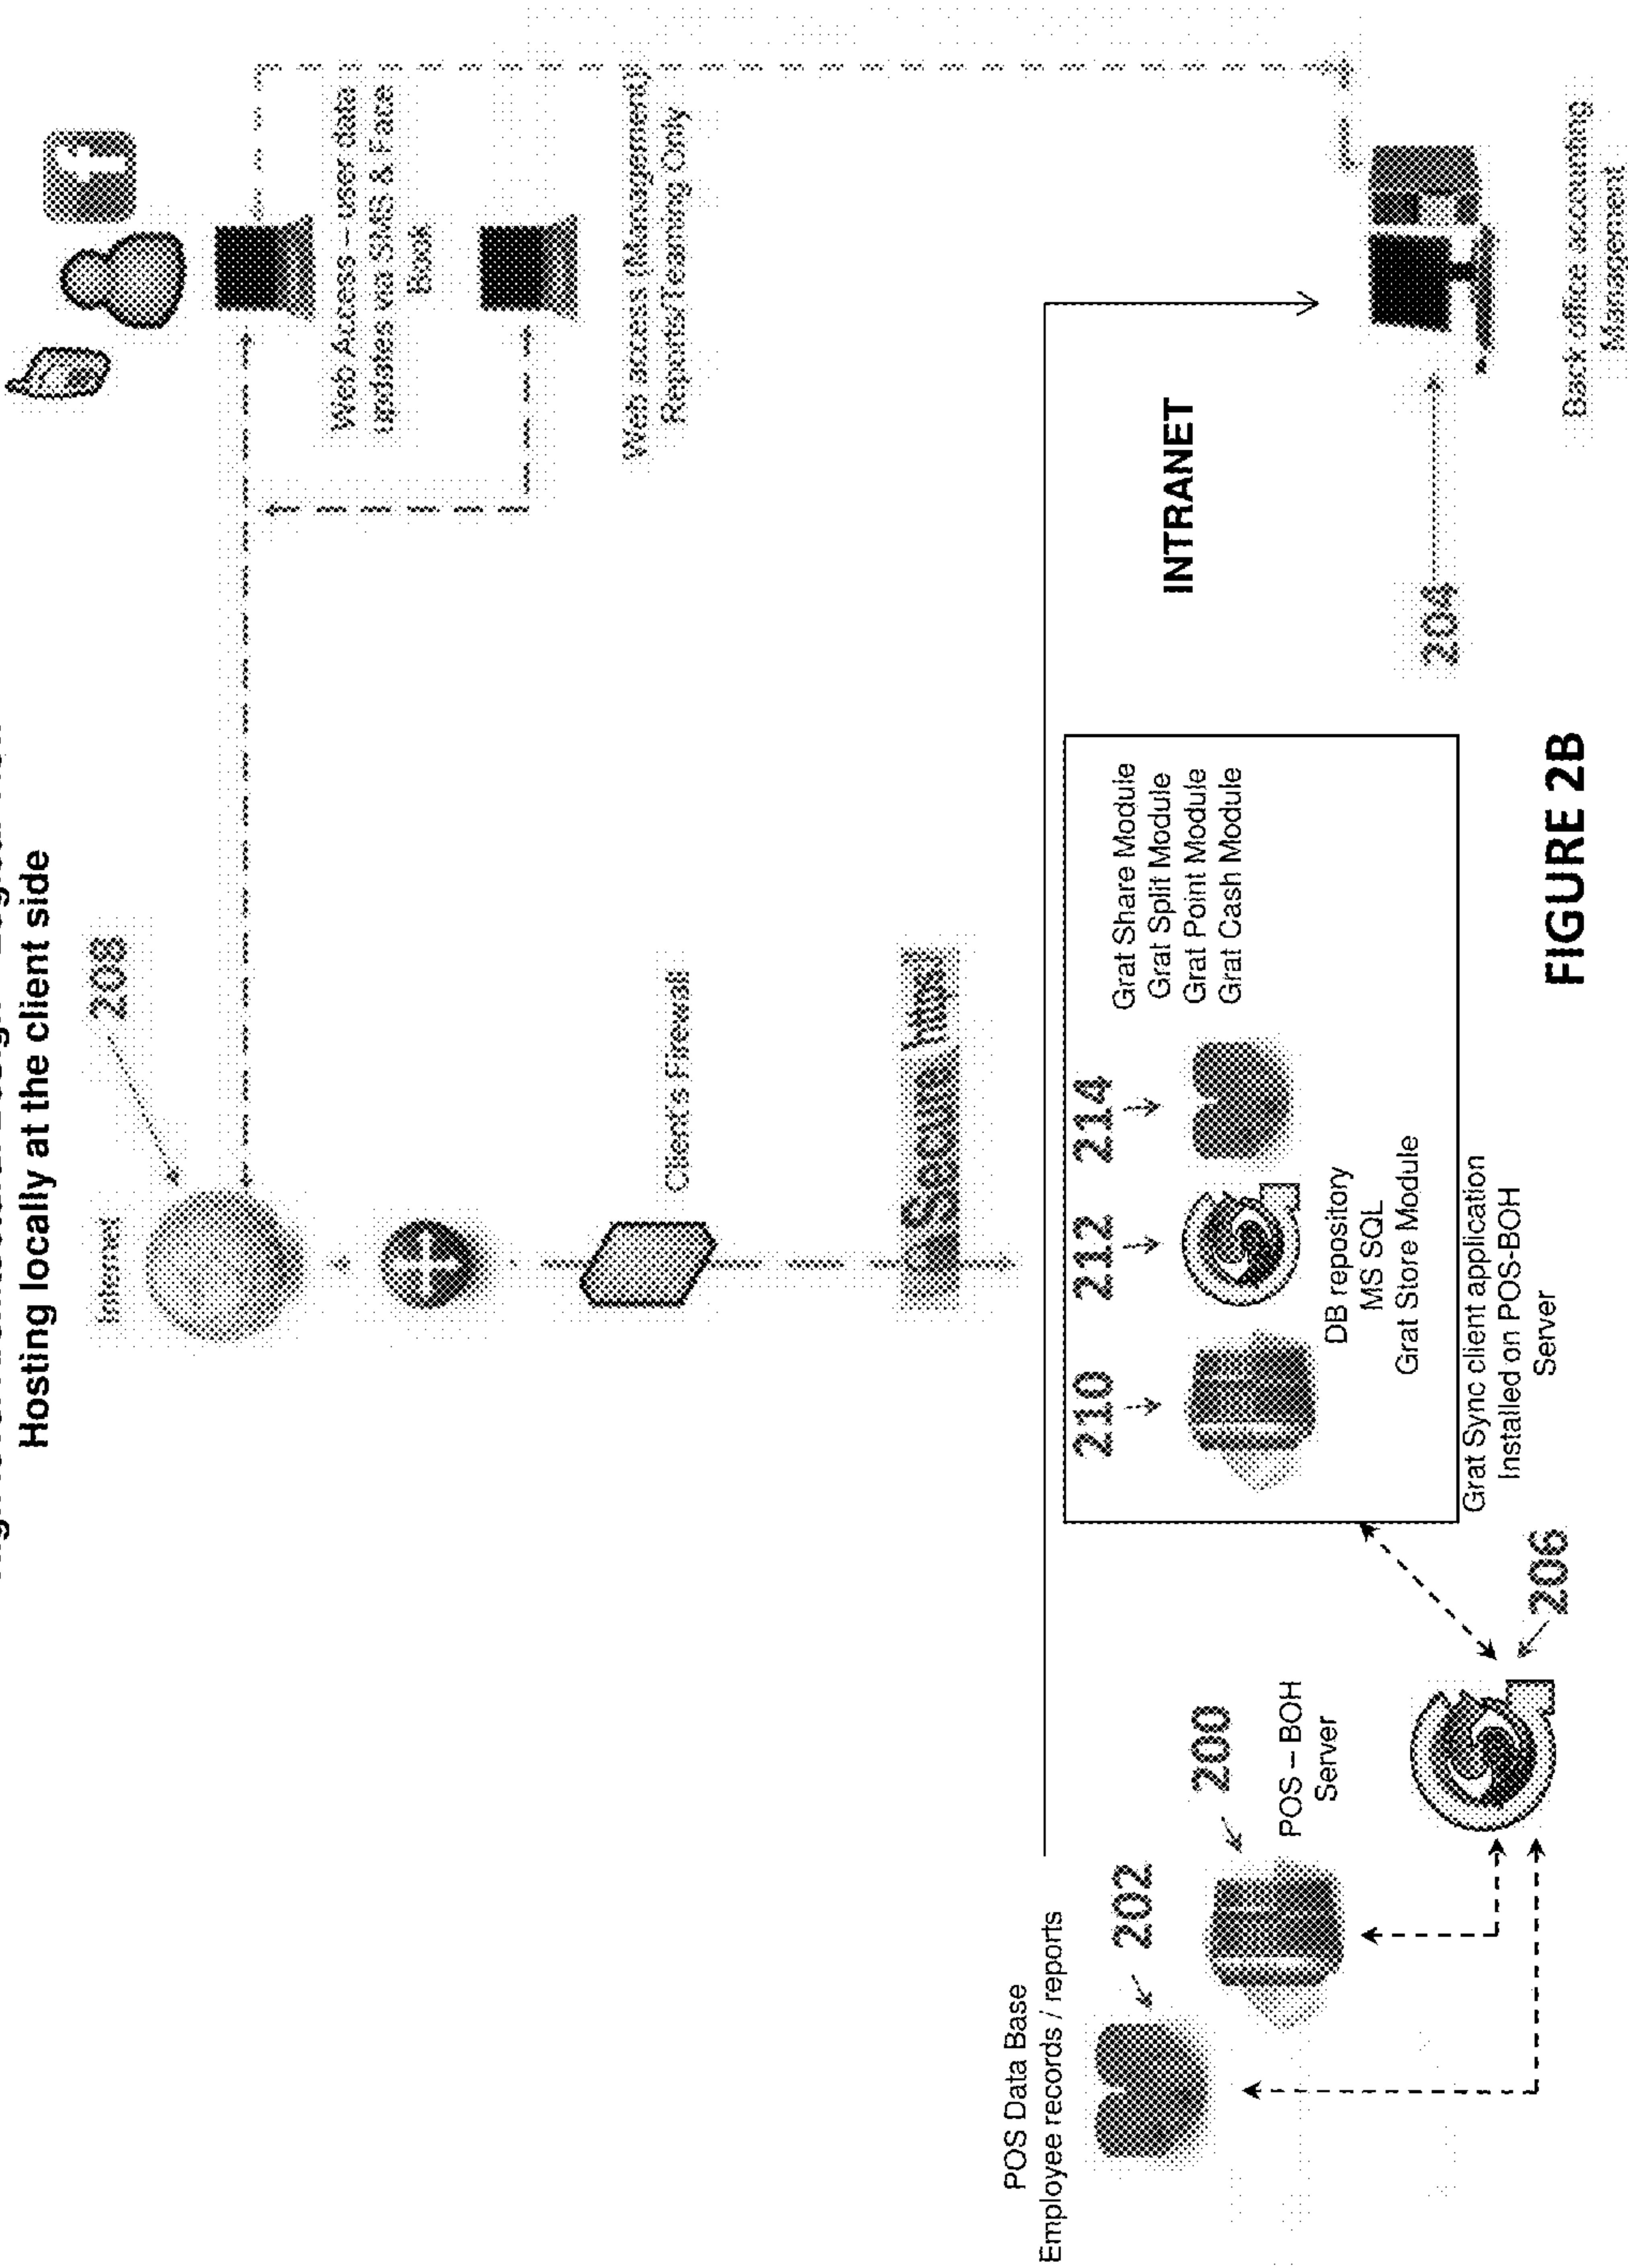 Hosting locally at the client side
Internet
208
Client's Firewall
Secure https
Web Access – user data
updates via SMS & Face
Book
Web access (Management)
Reports/Teaming Only
INTRANET
POS Data Base
Employee records / reports
202
200
POS – BOH
Server
206
210
212
214
Grat Share Module
Grat Split Module
Grat Point Module
Grat Cash Module
DB repository
MS SQL
Grat Store Module
Grat Sync client application
Installed on POS-BOH
Server
204
Back office accounting
Management
FIGURE 2B